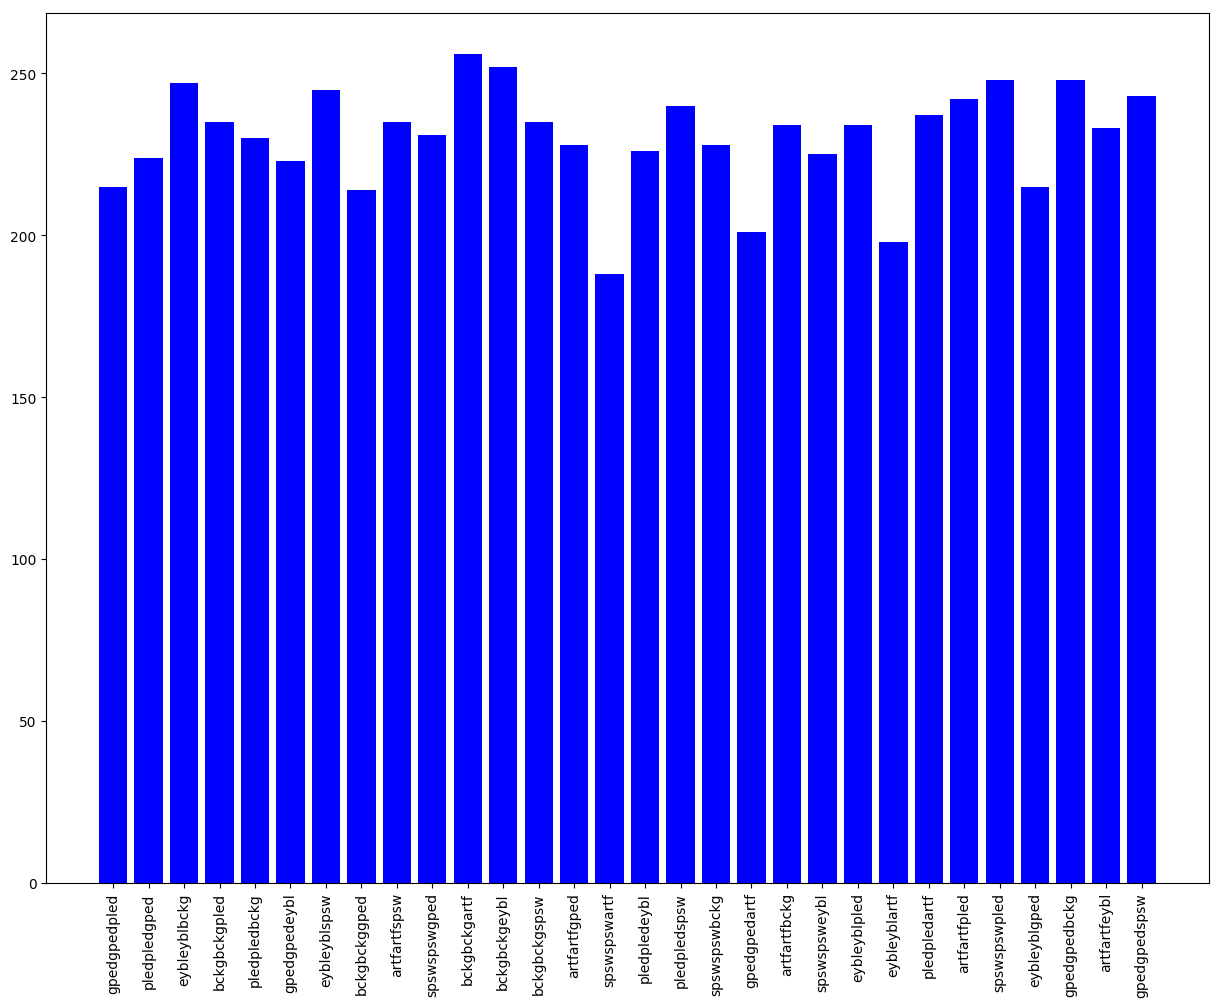 250
200
150
100
50
0
gpedgpedpled
pledpledgped
eybleyblbckg
bckgbckgpled
pledpledbckg
gpedgpedeybl
eybleyblspsw
bckgbckggped
artfartfspsw
spswspswgped
bckgbckgartf
bckgbckgeybl
bckgbckgspsw
artfartfgped
spswspswartf
pledpledeybl
pledpledspsw
spswspswbckg
gpedgpedartf
artfartfbckg
spswspsweybl
eybleyblpled
eybleyblartf
pledpledartf
artfartfpled
spswspswpled
eybleyblgped
gpedgpedbckg
artfartfeybl
gpedgpedspsw